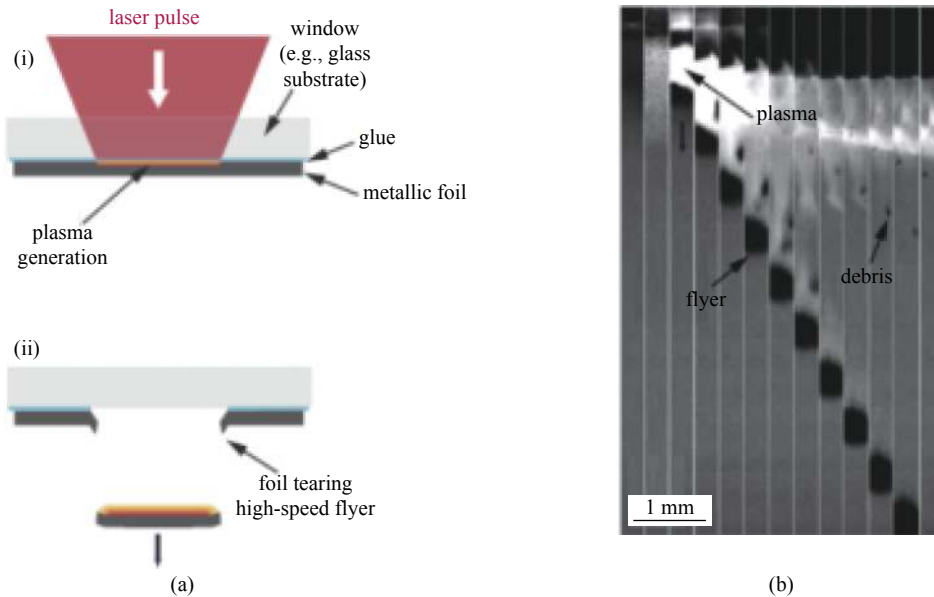 laser pulse
(i)
window
(e.g., glass
substrate)
glue
metallic foil
plasma
generation
(ii)
foil tearing
high-speed flyer
(a)
plasma
flyer
debris
1 mm
(b)